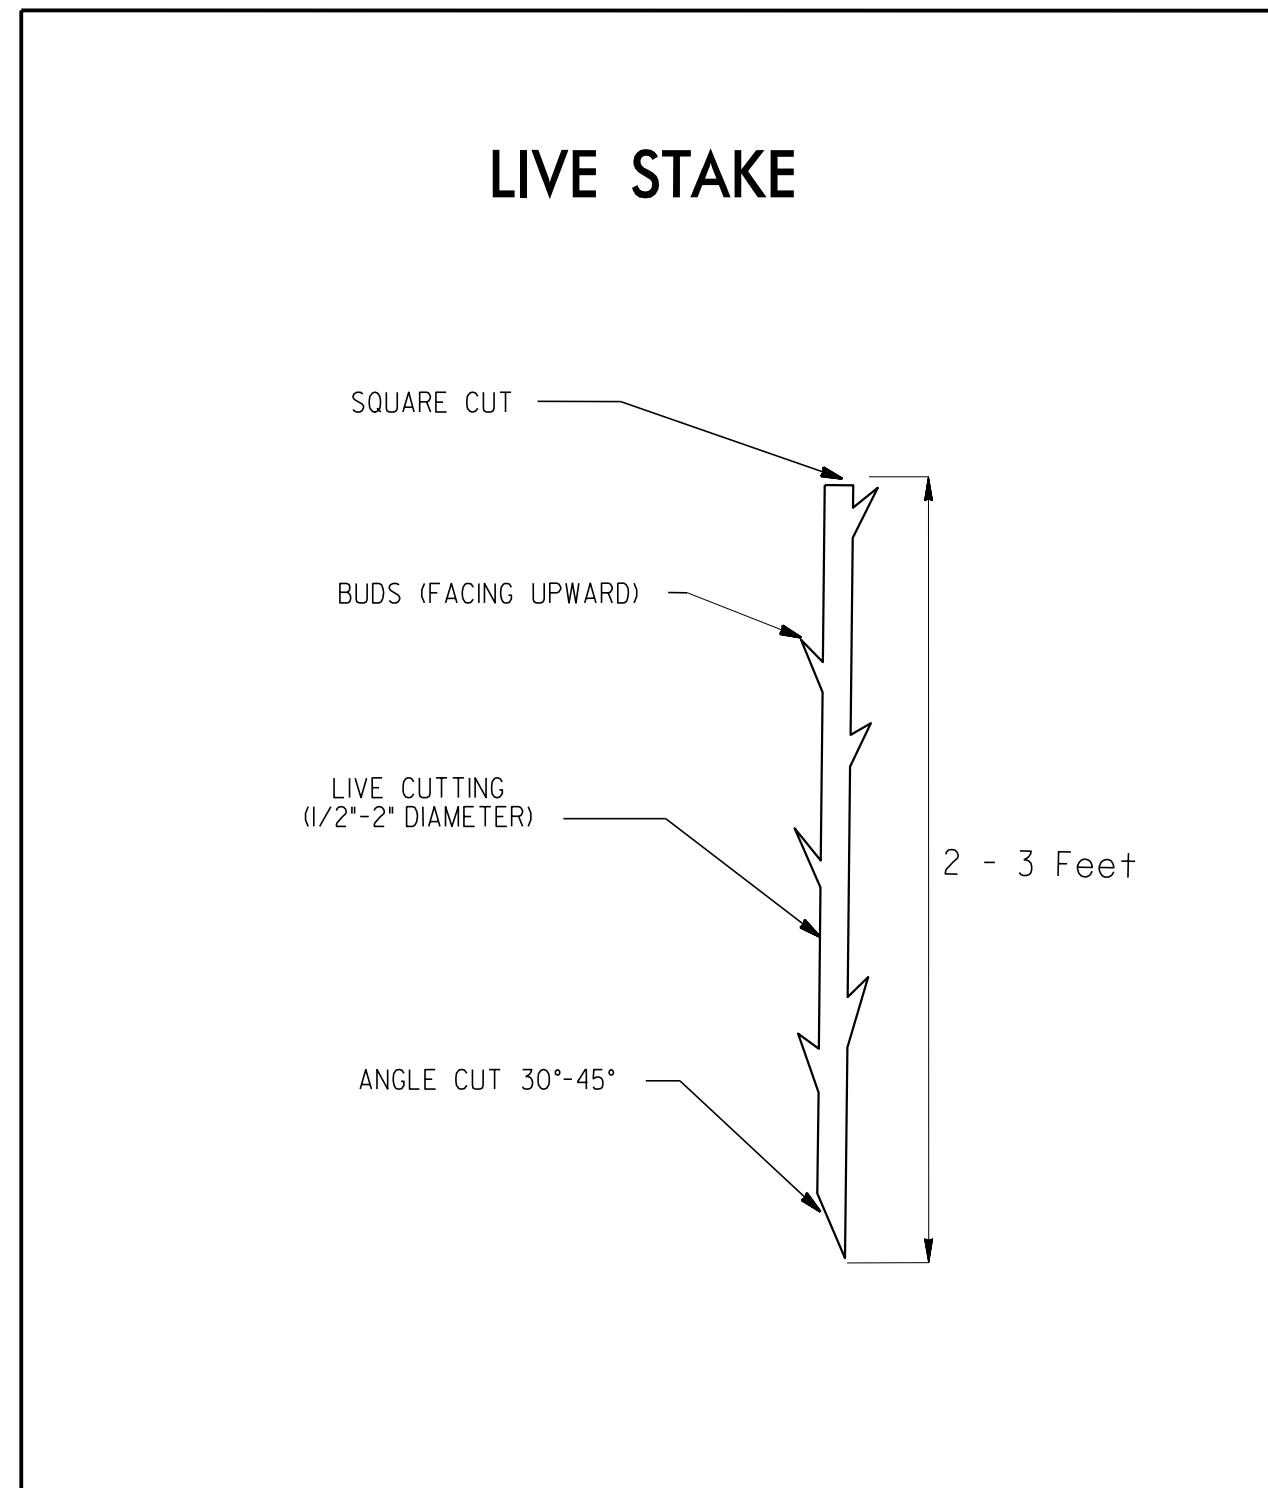 LIVE STAKE
SQUARE CUT
BUDS (FACING UPWARD)
LIVE CUTTING
(1/2"-2" DIAMETER)
2 - 3 Feet
ANGLE CUT 30°-45°